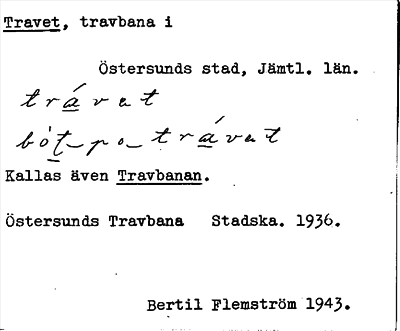 Travet, travbana i
Östersunds stad, Jämtl. län.
trávat
bót- po- trávat
Kallas även Travbanan.
Östersunds Travbana Stadska. 1936.
Bertil Flemström 1943.